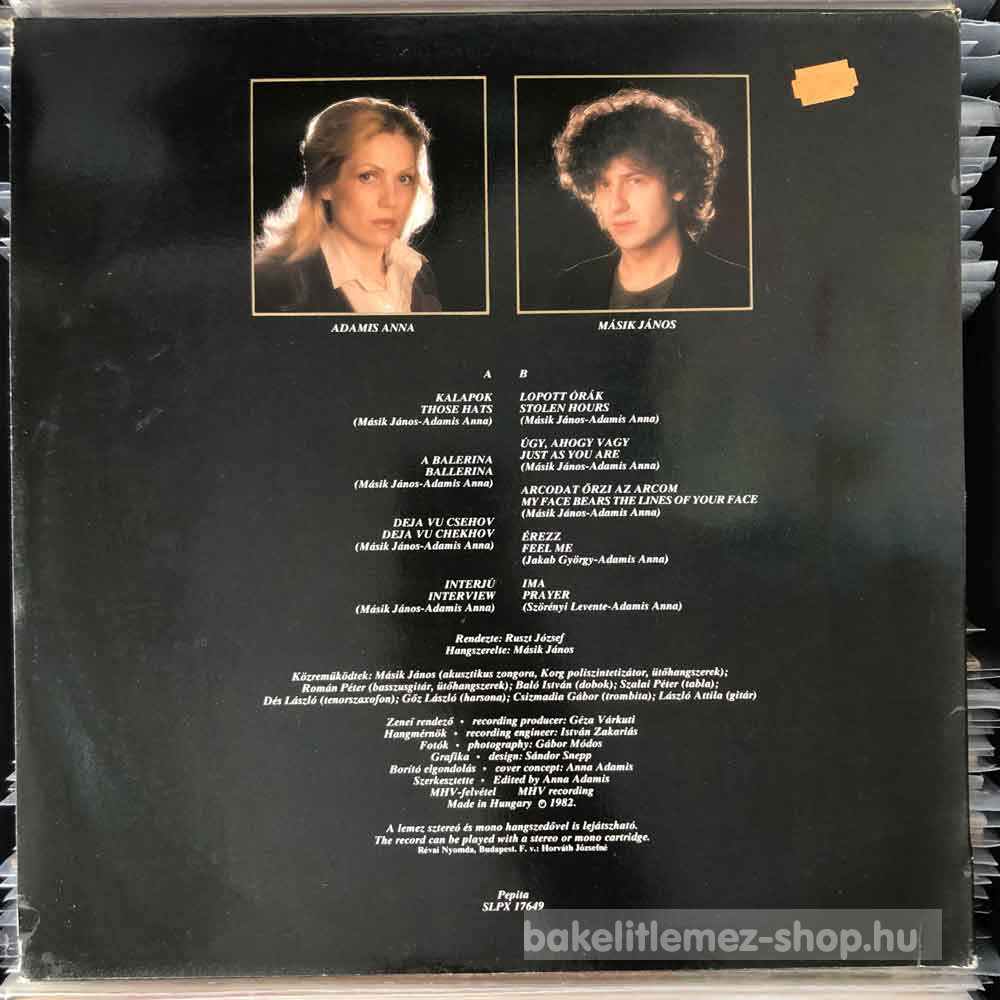 ADAMIS ANNA
MÁSIK JÁNOS
A
KALAPOK
THOSE HATS
(Másik János-Adamis Anna)
A BALERINA
BALLERINA
(Másik János-Adamis Anna)
DEJA VU CSEHOV
DEJA VU CHEKHOV
(Másik János-Adamis Anna)
INTERJÚ
INTERVIEW
(Másik János-Adamis Anna)
B
LOPOTT ÓRÁK
STOLEN HOURS
(Másik János-Adamis Anna)
ÚGY, AHOGY VAGY
JUST AS YOU ARE
(Másik János-Adamis Anna)
ARCODAT ŐRZI AZ ARCOM
MY FACE BEARS THE LINES OF YOUR FACE
(Másik János-Adamis Anna)
ÉREZZ
FEEL ME
(Jakab György-Adamis Anna)
IMA
PRAYER
(Szörényi Levente-Adamis Anna)
Rendezte: Ruszt József
Hangszerelte: Másik János
Közreműködtek: Másik János (akusztikus zongora, Korg poliszintetizátor, ütőhangszerek);
Román Péter (basszusgitár, ütőhangszerek); Baló István (dobok); Szalai Péter (tabla);
Dés László (tenorszaxofon); Gőz László (harsona); Csizmadia Gábor (trombita); László Attila (gitár)
Zenei rendező • recording producer: Géza Várkuti
Hangmérnök • recording engineer: István Zakariás
Fotók • photography: Gábor Módos
Grafika • design: Sándor Snepp
Borító elgondolás • cover concept: Anna Adamis
Szerkesztette • Edited by Anna Adamis
MHV-felvétel MHV recording
Made in Hungary ℗ 1982.
A lemez sztereó és mono hangszedővel is lejátszható.
The record can be played with a stereo or mono cartridge.
Révai Nyomda, Budapest. F. v.: Horváth Józsefné
Pepita
SLPX 17649
bakelitlemez-shop.hu